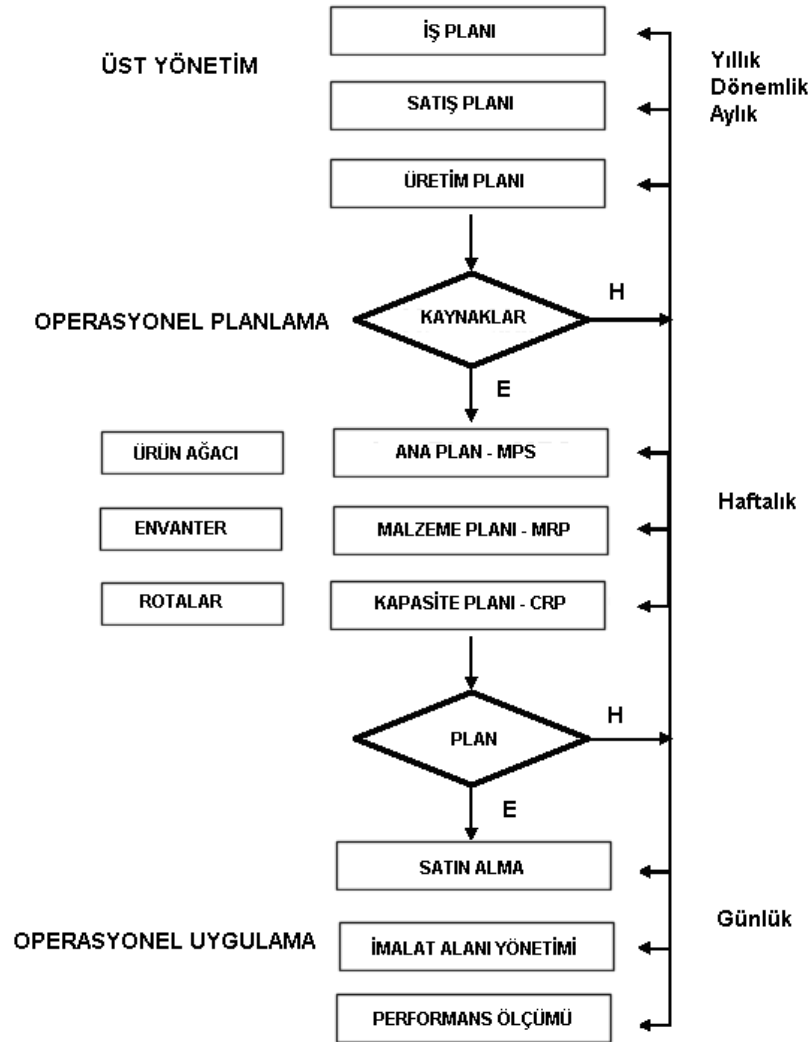 İŞ PLANI
ÜST YÖNETİM
Yıllık
Dönemlik
Aylık
SATIŞ PLANI
ÜRETİM PLANI
H
OPERASYONEL PLANLAMA
KAYNAKLAR
E
ÜRÜN AĞACI
ANA PLAN - MPS
Haftalık
ENVANTER
MALZEME PLANI - MRP
ROTALAR
KAPASİTE PLANI - CRP
H
PLAN
E
SATIN ALMA
Günlük
OPERASYONEL UYGULAMA
İMALAT ALANI YÖNETİMİ
PERFORMANS ÖLÇÜMÜ